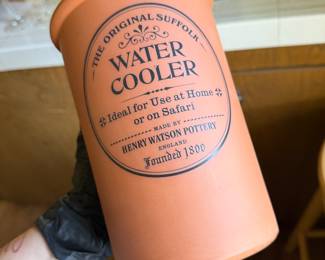 THE ORIGINAL SUFFOLK
WATER
COOLER
Ideal for Use at Home
or on Safari
MADE BY
HENRY WATSON POTTERY
ENGLAND
Founded 1800